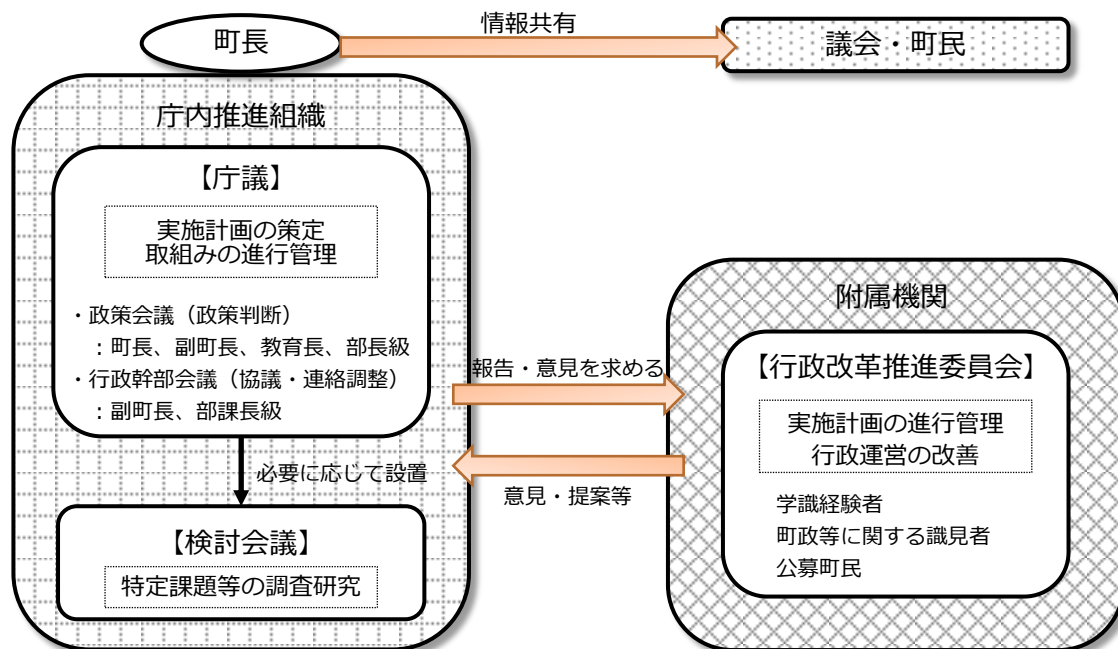 町長
情報共有
議会・町民
庁内推進組織
【庁議】
実施計画の策定
取組みの進行管理
・政策会議（政策判断）
：町長、副町長、教育長、部長級
・行政幹部会議（協議・連絡調整）
：副町長、部課長級
必要に応じて設置
【検討会議】
特定課題等の調査研究
報告・意見を求める
意見・提案等
附属機関
【行政改革推進委員会】
実施計画の進行管理
行政運営の改善
学識経験者
町政等に関する識見者
公募町民